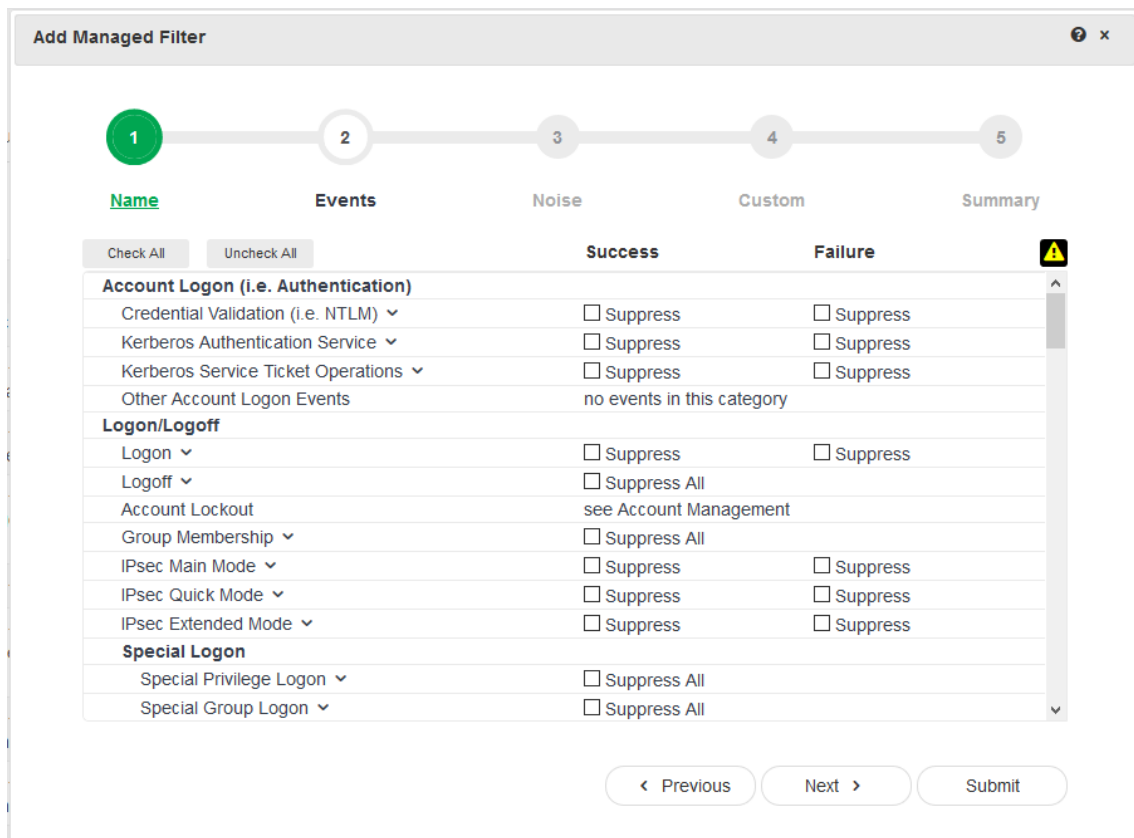 Add Managed Filter
1 2 3 4 5
Name Events Noise Custom Summary
Check All Uncheck All Success Failure
Account Logon (i.e. Authentication)
Credential Validation (i.e. NTLM) Suppress Suppress
Kerberos Authentication Service Suppress Suppress
Kerberos Service Ticket Operations Suppress Suppress
Other Account Logon Events no events in this category
Logon/Logoff
Logon Suppress Suppress
Logoff Suppress All
Account Lockout see Account Management
Group Membership Suppress All
IPsec Main Mode Suppress Suppress
IPsec Quick Mode Suppress Suppress
IPsec Extended Mode Suppress Suppress
Special Logon
Special Privilege Logon Suppress All
Special Group Logon Suppress All
Previous Next Submit